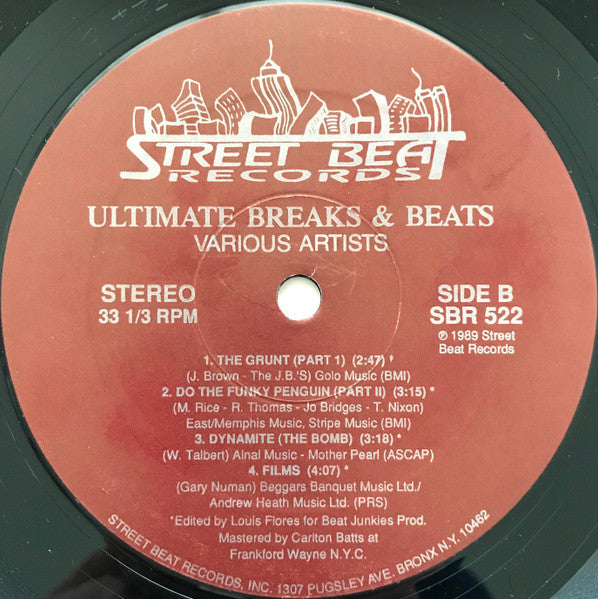 STREET BEAT
RECORDS
ULTIMATE BREAKS & BEATS
VARIOUS ARTISTS
STEREO
33 1/3 RPM
SIDE B
SBR 522
℗ 1989 Street
Beat Records
1. THE GRUNT (PART 1) (2:47) *
(J. Brown - The J.B.'S) Golo Music (BMI)
2. DO THE FUNKY PENGUIN (PART II) (3:15) *
(M. Rice - R. Thomas - Jo Bridges - T. Nixon)
East/Memphis Music, Stripe Music (BMI)
3. DYNAMITE (THE BOMB) (3:18) *
(W. Talbert) Alnal Music - Mother Pearl (ASCAP)
4. FILMS (4:07) *
(Gary Numan) Beggars Banquet Music Ltd./
Andrew Heath Music Ltd. (PRS)
*Edited by Louis Flores for Beat Junkies Prod.
Mastered by Carlton Batts at
Frankford Wayne N.Y.C.
STREET BEAT RECORDS, INC. 1307 PUGSLEY AVE. BRONX N.Y. 10462